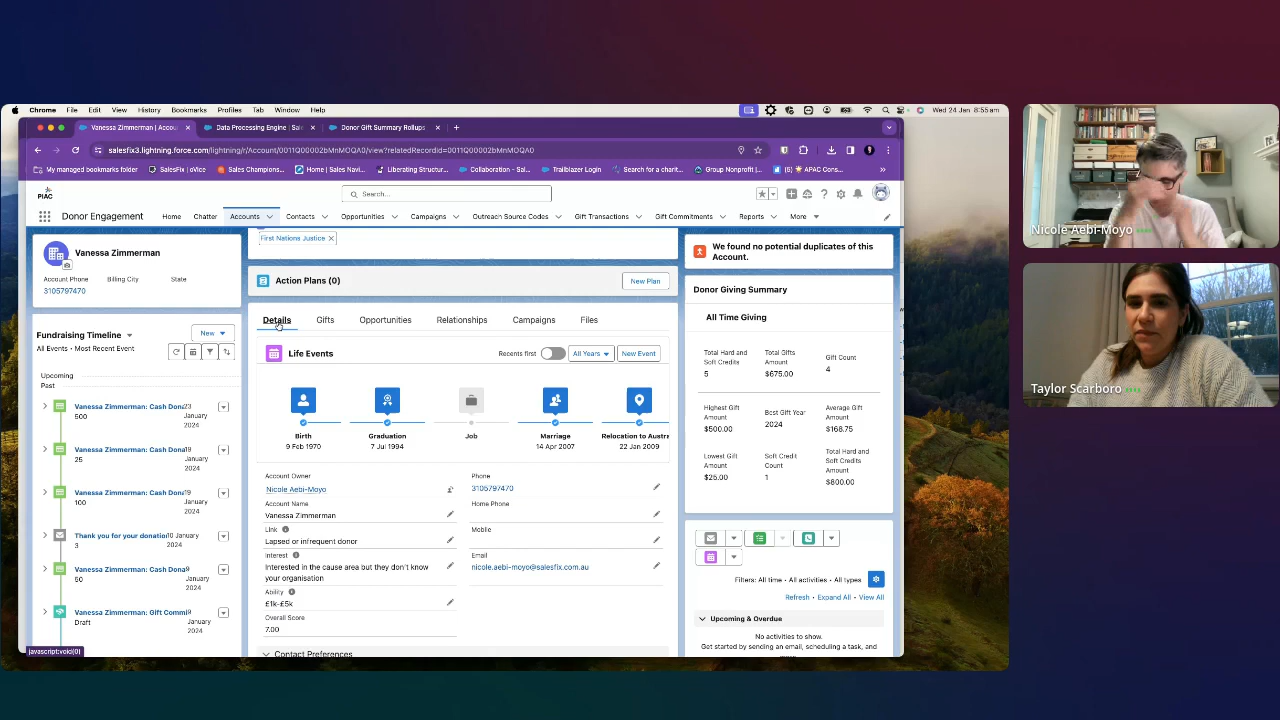 Chrome File Edit View History Bookmarks Profiles Tab Window Help
Wed 24 Jan 8:55am
Vanessa Zimmerman | Accou
Data Processing Engine | Sale
Donor Gift Summary Rollups
salesfix3.lightning.force.com/lightning/r/Account/0011Q00002bMnMOQA0/view?relatedRecordId=0011Q00002bMnMOQA0
My managed bookmarks folder
SalesFix | oVice
Sales Champions...
Home | Sales Navi...
Liberating Structur...
Collaboration - Sal...
Trailblazer Login
Search for a charit...
Group Nonprofit |...
(5) APAC Cons...
PIAC
Search...
Donor Engagement
Home
Chatter
Accounts
Contacts
Opportunities
Campaigns
Outreach Source Codes
Gift Transactions
Gift Commitments
Reports
More
Vanessa Zimmerman
Account Phone
Billing City
State
3105797470
Fundraising Timeline
New
All Events • Most Recent Event
Upcoming
Past
Vanessa Zimmerman: Cash Dona
23 January 2024
500
Vanessa Zimmerman: Cash Dona
19 January 2024
25
Vanessa Zimmerman: Cash Dona
19 January 2024
100
Thank you for your donatio
10 January 2024
3
Vanessa Zimmerman: Cash Dona
9 January 2024
50
Vanessa Zimmerman: Gift Commi
9 January 2024
Draft
javascript:void(0)
First Nations Justice
Action Plans (0)
New Plan
Details
Gifts
Opportunities
Relationships
Campaigns
Files
Life Events
Recents first
All Years
New Event
Birth
9 Feb 1970
Graduation
7 Jul 1994
Job
Marriage
14 Apr 2007
Relocation to Austra
22 Jan 2009
Account Owner
Nicole Aebi-Moyo
Phone
3105797470
Account Name
Vanessa Zimmerman
Home Phone
Link
Lapsed or infrequent donor
Mobile
Interest
Interested in the cause area but they don't know
your organisation
Email
nicole.aebi-moyo@salesfix.com.au
Ability
£1k-£5k
Overall Score
7.00
Contact Preferences
We found no potential duplicates of this
Account.
Donor Giving Summary
All Time Giving
Total Hard and
Soft Credits
5
Total Gifts
Amount
$675.00
Gift Count
4
Highest Gift
Amount
$500.00
Best Gift Year
2024
Average Gift
Amount
$168.75
Lowest Gift
Amount
$25.00
Soft Credit
Count
1
Total Hard and
Soft Credits
Amount
$800.00
Filters: All time • All activities • All types
Refresh • Expand All • View All
Upcoming & Overdue
No activities to show.
Get started by sending an email, scheduling a task, and
Nicole Aebi-Moyo
Taylor Scarboro